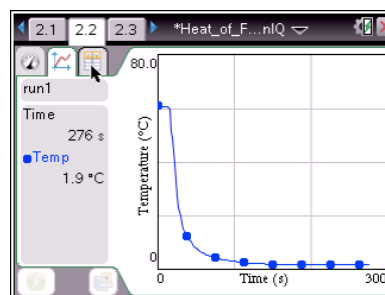 2.1 2.2 2.3 *Heat_of_F...nIQ
run1
Time
276 s
Temp
1.9 °C
80.0
Temperature (°C)
0
0 Time (s) 300